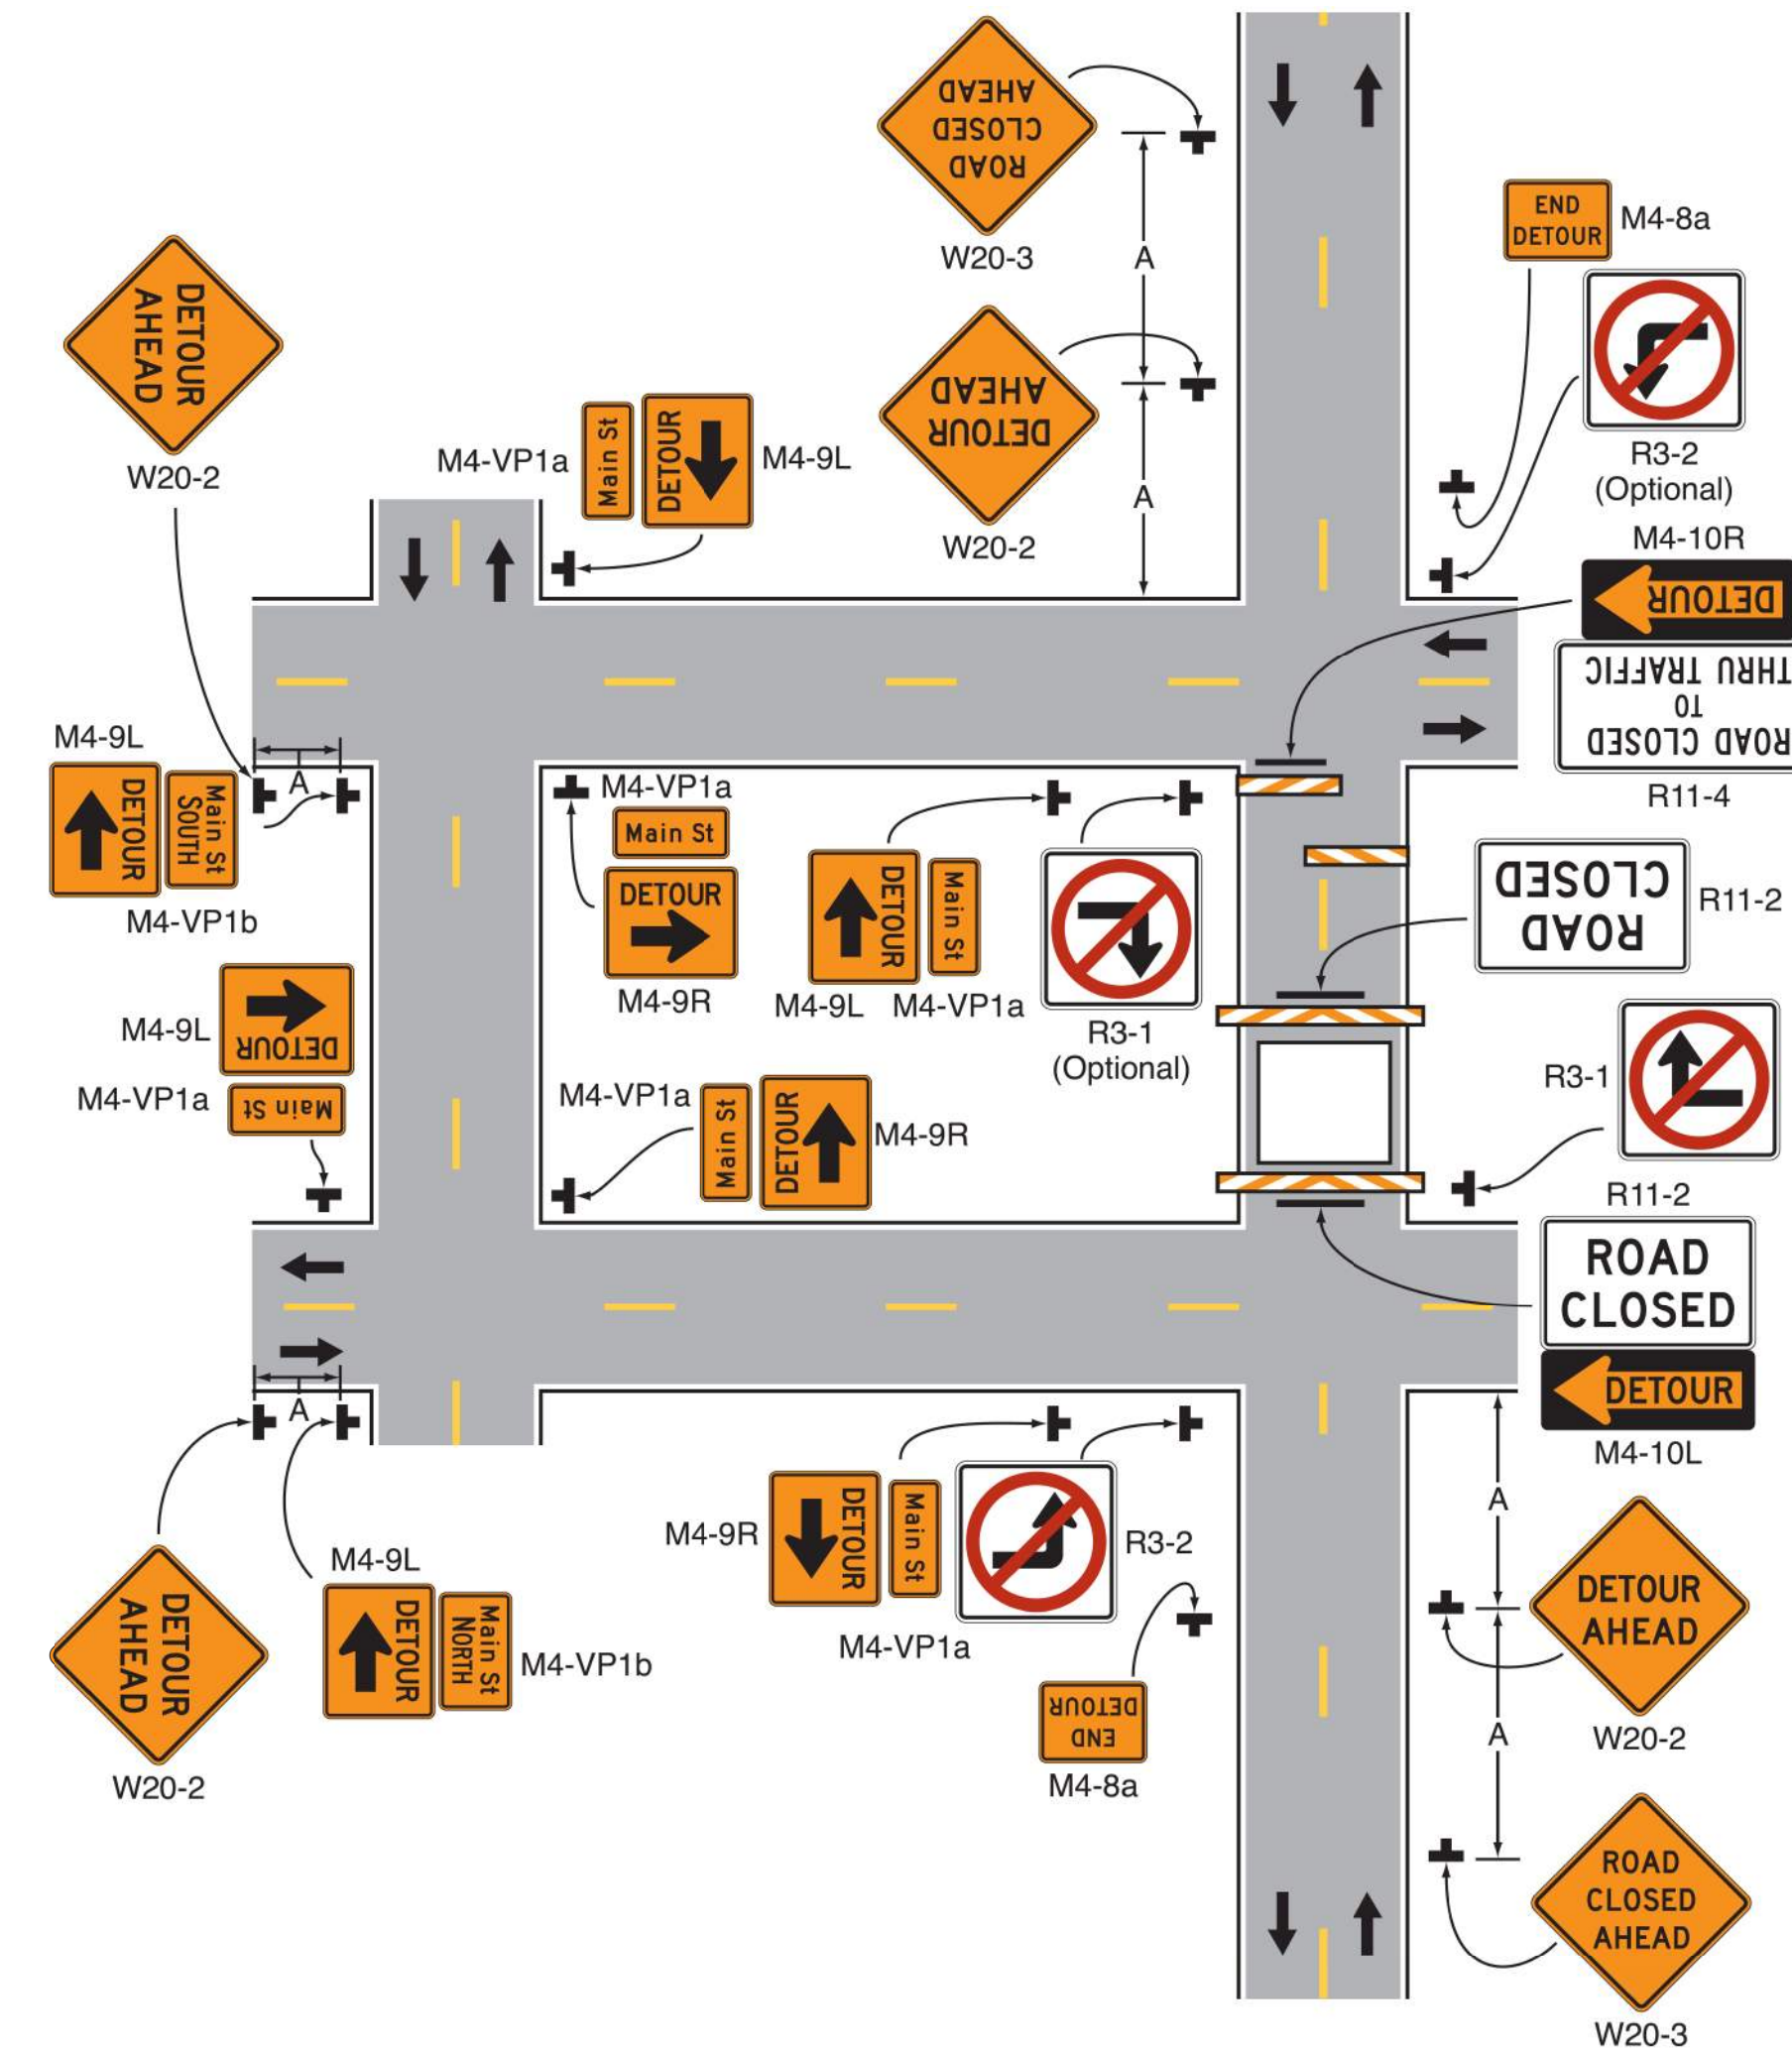 ROAD
CLOSED
AHEAD
W20-3
A
END
DETOUR
M4-8a
DETOUR
AHEAD
W20-2
DETOUR
AHEAD
W20-2
A
R3-2
(Optional)
M4-VP1a
Main St
DETOUR
M4-9L
M4-10R
DETOUR
ROAD CLOSED
TO
THRU TRAFFIC
R11-4
M4-9L
DETOUR
Main St
SOUTH
M4-VP1b
A
M4-VP1a
Main St
DETOUR
M4-9R
DETOUR
Main St
M4-9L
M4-VP1a
R3-1
(Optional)
ROAD
CLOSED
R11-2
M4-9L
DETOUR
M4-VP1a
Main St
M4-VP1a
Main St
DETOUR
M4-9R
R3-1
R11-2
ROAD
CLOSED
DETOUR
M4-10L
A
A
DETOUR
AHEAD
W20-2
M4-9L
DETOUR
Main St
NORTH
M4-VP1b
M4-9R
DETOUR
Main St
M4-VP1a
R3-2
END
DETOUR
M4-8a
DETOUR
AHEAD
W20-2
A
ROAD
CLOSED
AHEAD
W20-3